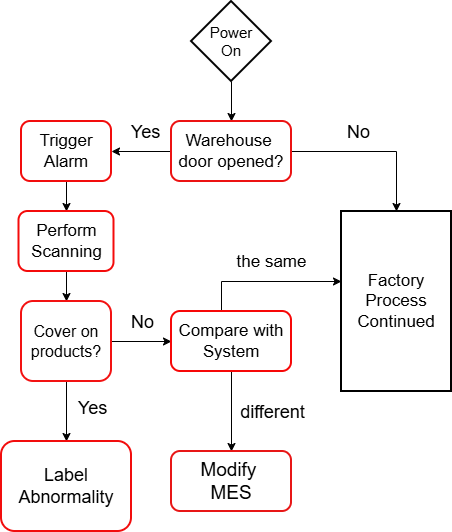 Power
On
Yes
No
Trigger
Alarm
Warehouse
door opened?
Perform
Scanning
the same
Factory
Process
Continued
Cover on
products?
No
Compare with
System
Yes
different
Label
Abnormality
Modify
MES